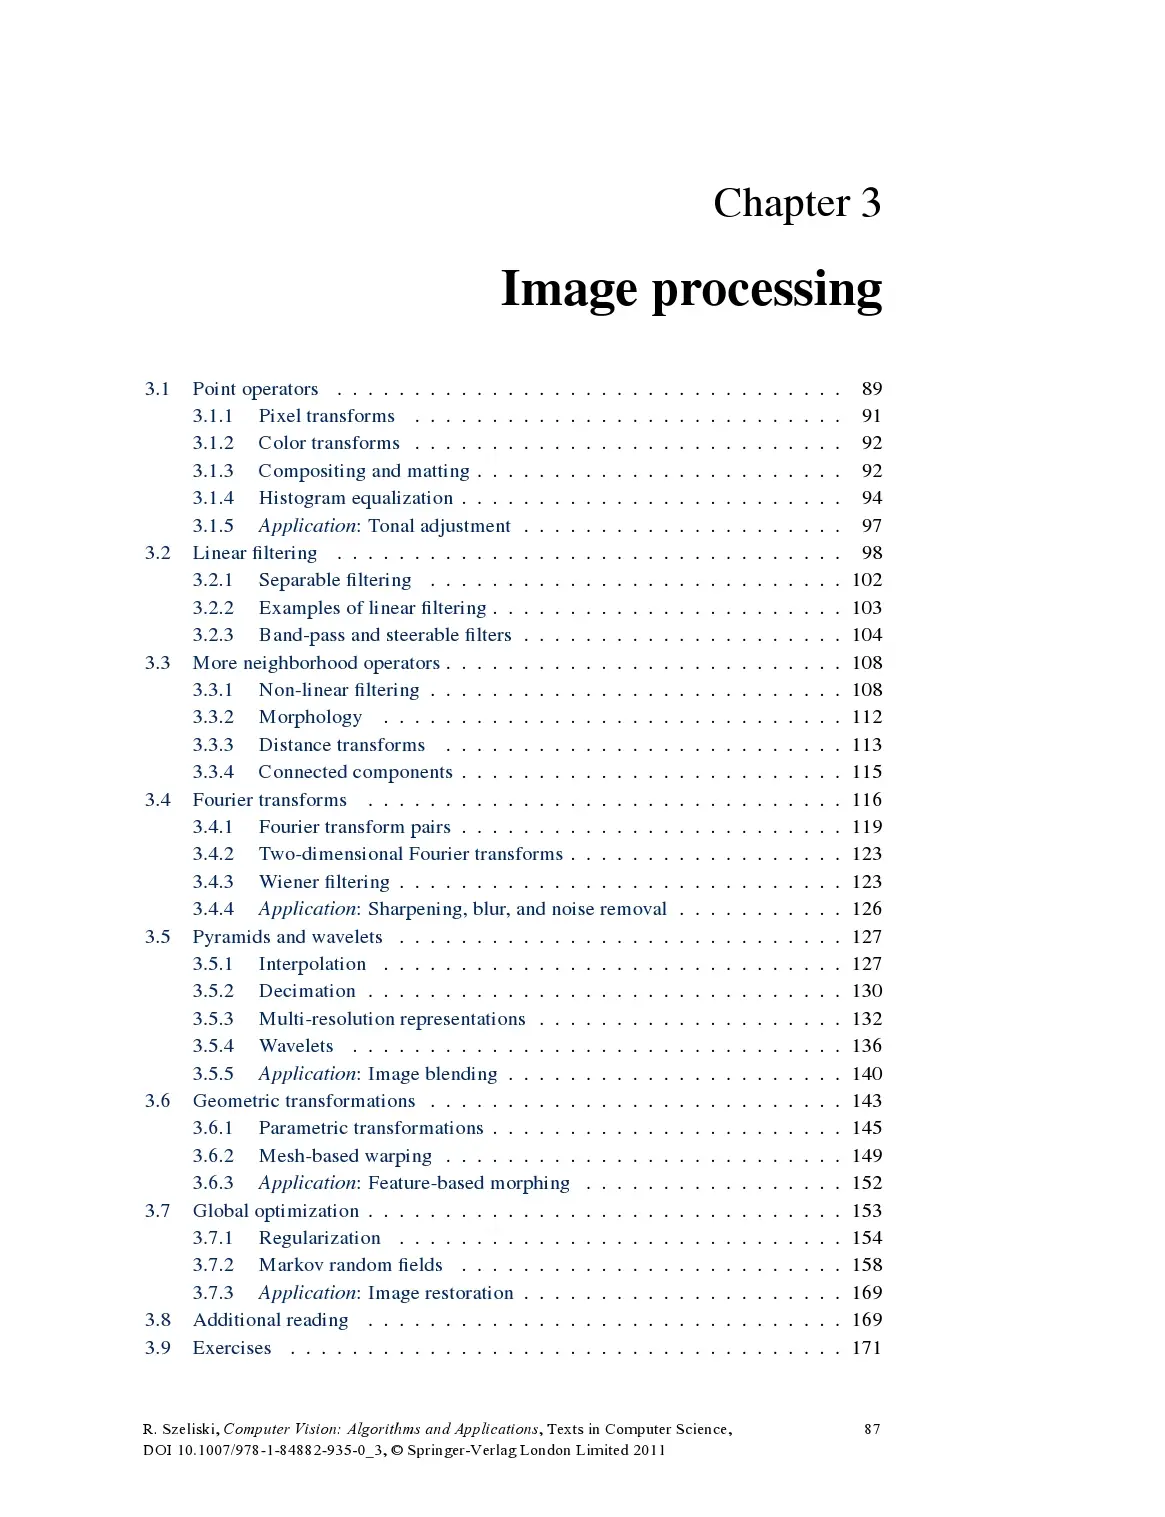 Chapter 3
Image processing
3.1 Point operators . . . . . . . . . . . . . . . . . . . . . . . . . . . . . . . . . 89
3.1.1 Pixel transforms . . . . . . . . . . . . . . . . . . . . . . . . . . . . 91
3.1.2 Color transforms . . . . . . . . . . . . . . . . . . . . . . . . . . . . 92
3.1.3 Compositing and matting . . . . . . . . . . . . . . . . . . . . . . . . 92
3.1.4 Histogram equalization . . . . . . . . . . . . . . . . . . . . . . . . . 94
3.1.5 Application: Tonal adjustment . . . . . . . . . . . . . . . . . . . . . 97
3.2 Linear filtering . . . . . . . . . . . . . . . . . . . . . . . . . . . . . . . . . 98
3.2.1 Separable filtering . . . . . . . . . . . . . . . . . . . . . . . . . . . 102
3.2.2 Examples of linear filtering . . . . . . . . . . . . . . . . . . . . . . . 103
3.2.3 Band-pass and steerable filters . . . . . . . . . . . . . . . . . . . . . 104
3.3 More neighborhood operators . . . . . . . . . . . . . . . . . . . . . . . . . . 108
3.3.1 Non-linear filtering . . . . . . . . . . . . . . . . . . . . . . . . . . . 108
3.3.2 Morphology . . . . . . . . . . . . . . . . . . . . . . . . . . . . . . 112
3.3.3 Distance transforms . . . . . . . . . . . . . . . . . . . . . . . . . . 113
3.3.4 Connected components . . . . . . . . . . . . . . . . . . . . . . . . . 115
3.4 Fourier transforms . . . . . . . . . . . . . . . . . . . . . . . . . . . . . . . 116
3.4.1 Fourier transform pairs . . . . . . . . . . . . . . . . . . . . . . . . . 119
3.4.2 Two-dimensional Fourier transforms . . . . . . . . . . . . . . . . . . 123
3.4.3 Wiener filtering . . . . . . . . . . . . . . . . . . . . . . . . . . . . . 123
3.4.4 Application: Sharpening, blur, and noise removal . . . . . . . . . . . 126
3.5 Pyramids and wavelets . . . . . . . . . . . . . . . . . . . . . . . . . . . . . 127
3.5.1 Interpolation . . . . . . . . . . . . . . . . . . . . . . . . . . . . . . 127
3.5.2 Decimation . . . . . . . . . . . . . . . . . . . . . . . . . . . . . . . 130
3.5.3 Multi-resolution representations . . . . . . . . . . . . . . . . . . . . 132
3.5.4 Wavelets . . . . . . . . . . . . . . . . . . . . . . . . . . . . . . . . 136
3.5.5 Application: Image blending . . . . . . . . . . . . . . . . . . . . . . 140
3.6 Geometric transformations . . . . . . . . . . . . . . . . . . . . . . . . . . . 143
3.6.1 Parametric transformations . . . . . . . . . . . . . . . . . . . . . . . 145
3.6.2 Mesh-based warping . . . . . . . . . . . . . . . . . . . . . . . . . . 149
3.6.3 Application: Feature-based morphing . . . . . . . . . . . . . . . . . 152
3.7 Global optimization . . . . . . . . . . . . . . . . . . . . . . . . . . . . . . . 153
3.7.1 Regularization . . . . . . . . . . . . . . . . . . . . . . . . . . . . . 154
3.7.2 Markov random fields . . . . . . . . . . . . . . . . . . . . . . . . . 158
3.7.3 Application: Image restoration . . . . . . . . . . . . . . . . . . . . . 169
3.8 Additional reading . . . . . . . . . . . . . . . . . . . . . . . . . . . . . . . 169
3.9 Exercises . . . . . . . . . . . . . . . . . . . . . . . . . . . . . . . . . . . . 171
R. Szeliski, Computer Vision: Algorithms and Applications, Texts in Computer Science, 87
DOI 10.1007/978-1-84882-935-0_3, © Springer-Verlag London Limited 2011